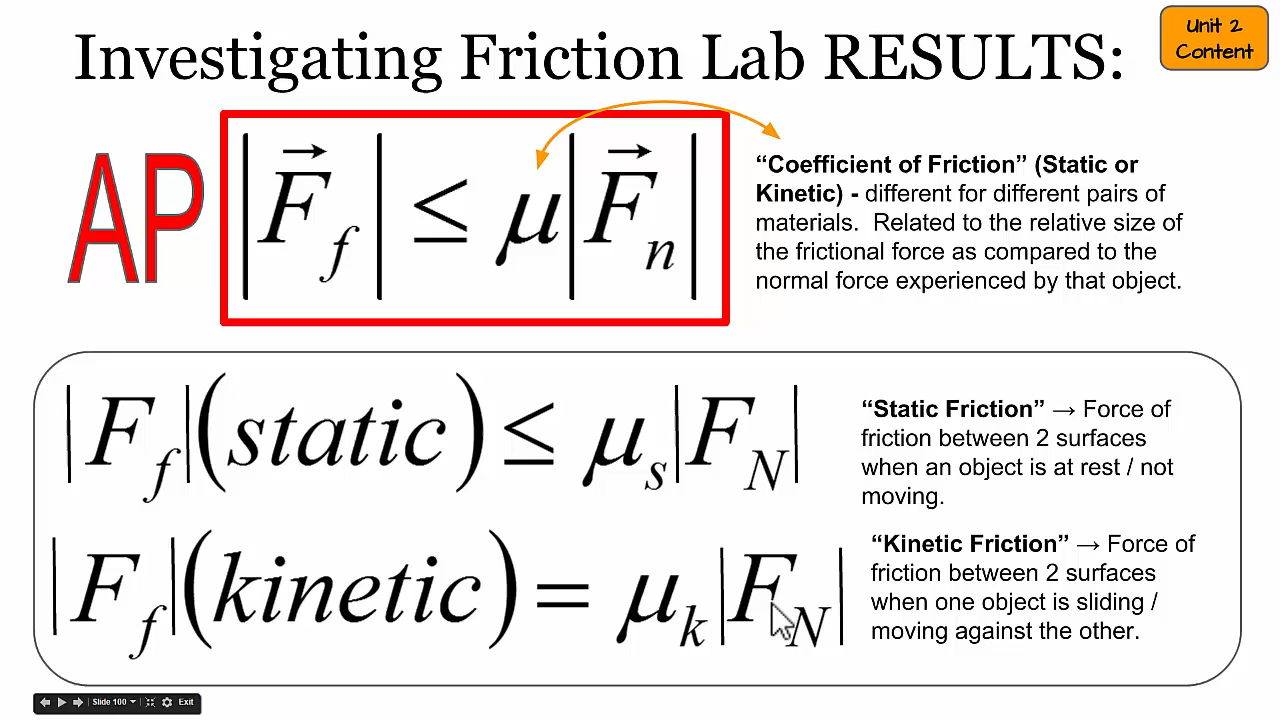 Investigating Friction Lab RESULTS:
Unit 2
Content
AP
|F⃗f| ≤ μ|F⃗n|
“Coefficient of Friction” (Static or
Kinetic) - different for different pairs of
materials. Related to the relative size of
the frictional force as compared to the
normal force experienced by that object.
|Ff|(static) ≤ μs|FN|
“Static Friction” → Force of
friction between 2 surfaces
when an object is at rest / not
moving.
|Ff|(kinetic) = μk|FN|
“Kinetic Friction” → Force of
friction between 2 surfaces
when one object is sliding /
moving against the other.
Slide 100 Exit